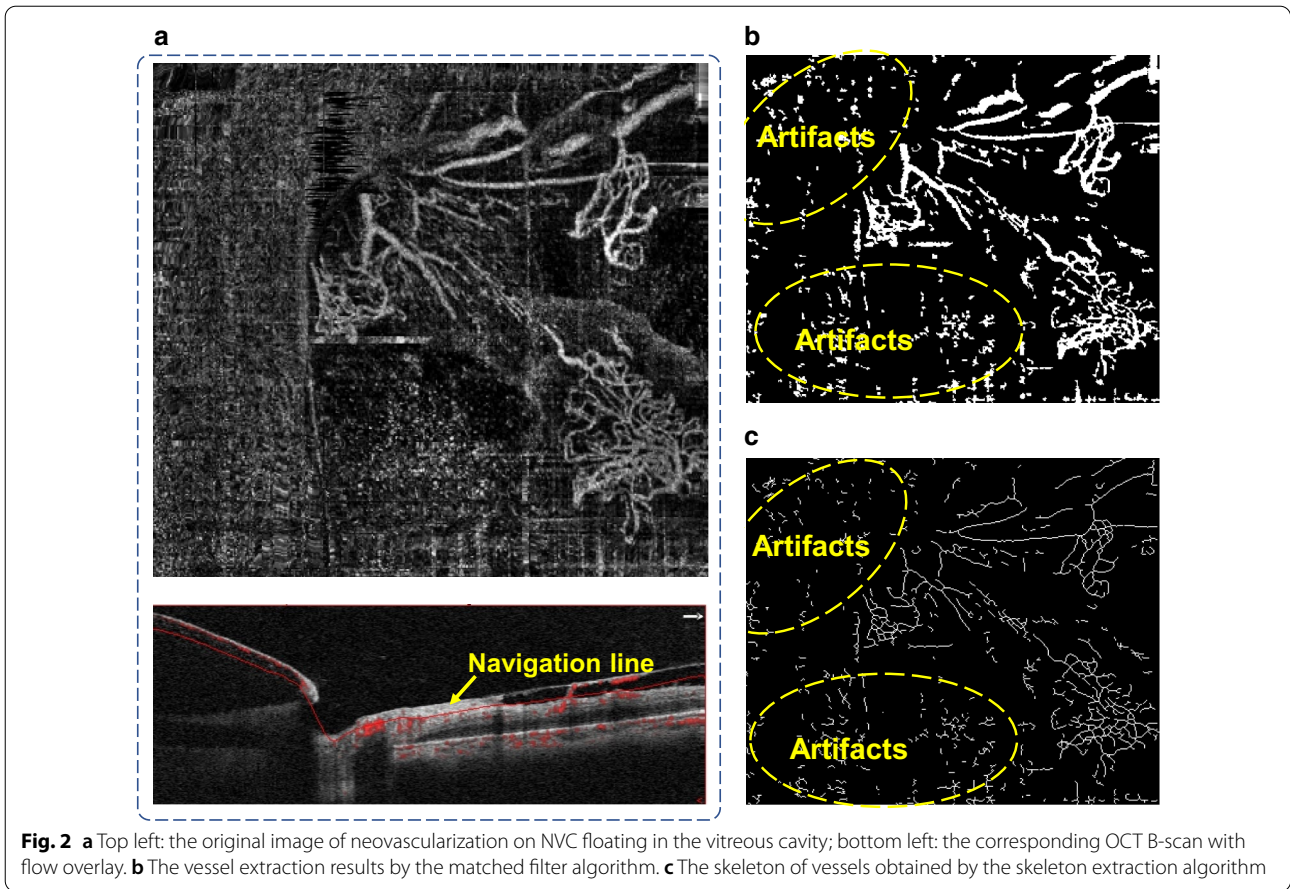 a
b
Artifacts
Artifacts
Navigation line
c
Artifacts
Artifacts
Fig. 2 a Top left: the original image of neovascularization on NVC floating in the vitreous cavity; bottom left: the corresponding OCT B-scan with
flow overlay. b The vessel extraction results by the matched filter algorithm. c The skeleton of vessels obtained by the skeleton extraction algorithm